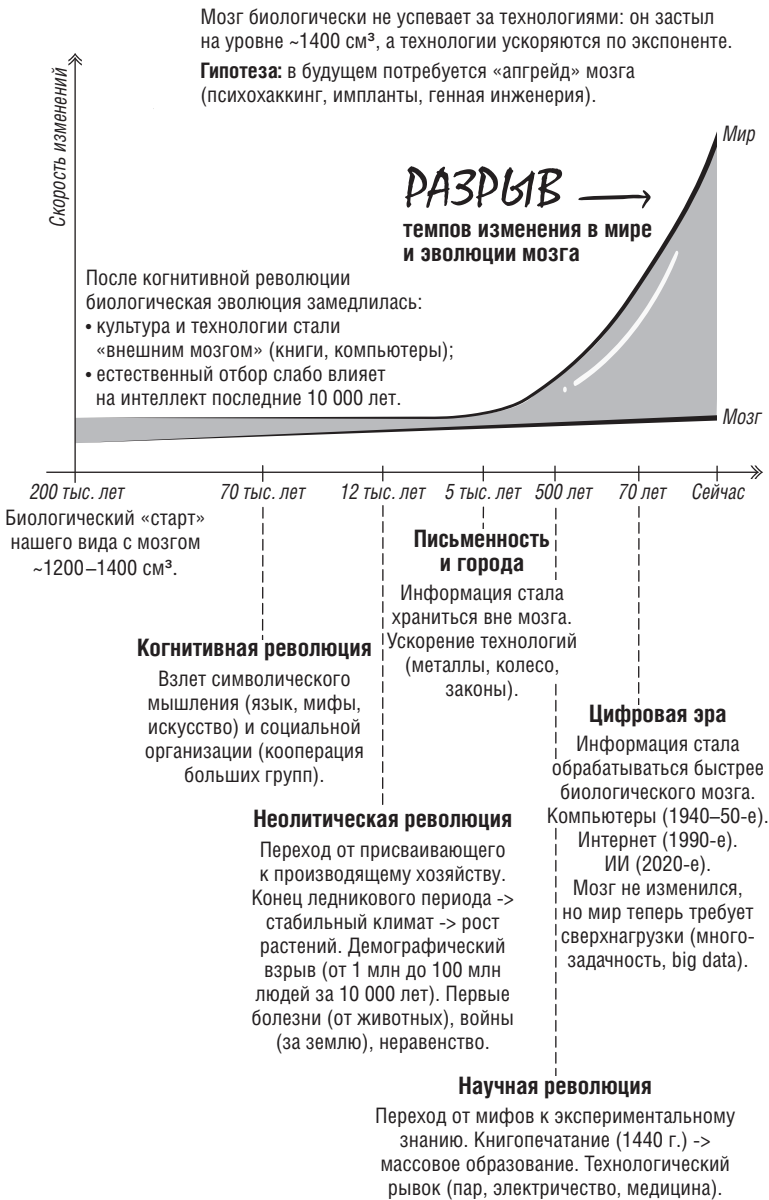 Мозг биологически не успевает за технологиями: он застыл
на уровне ~1400 см³, а технологии ускоряются по экспоненте.
Гипотеза: в будущем потребуется «апгрейд» мозга
(психохаккинг, импланты, генная инженерия).
Скорость изменений
Мир
РАЗРЫВ
темпов изменения в мире
и эволюции мозга
После когнитивной революции
биологическая эволюция замедлилась:
• культура и технологии стали
«внешним мозгом» (книги, компьютеры);
• естественный отбор слабо влияет
на интеллект последние 10 000 лет.
Мозг
200 тыс. лет 70 тыс. лет 12 тыс. лет 5 тыс. лет 500 лет 70 лет Сейчас
Биологический «старт»
нашего вида с мозгом
~1200–1400 см³.
Письменность
и города
Информация стала
храниться вне мозга.
Ускорение технологий
(металлы, колесо,
законы).
Когнитивная революция
Взлет символического
мышления (язык, мифы,
искусство) и социальной
организации (кооперация
больших групп).
Цифровая эра
Информация стала
обрабатываться быстрее
биологического мозга.
Компьютеры (1940–50-е).
Интернет (1990-е).
ИИ (2020-е).
Мозг не изменился,
но мир теперь требует
сверхнагрузки (много-
задачность, big data).
Неолитическая революция
Переход от присваивающего
к производящему хозяйству.
Конец ледникового периода ->
стабильный климат -> рост
растений. Демографический
взрыв (от 1 млн до 100 млн
людей за 10 000 лет). Первые
болезни (от животных), войны
(за землю), неравенство.
Научная революция
Переход от мифов к экспериментальному
знанию. Книгопечатание (1440 г.) ->
массовое образование. Технологический
рывок (пар, электричество, медицина).